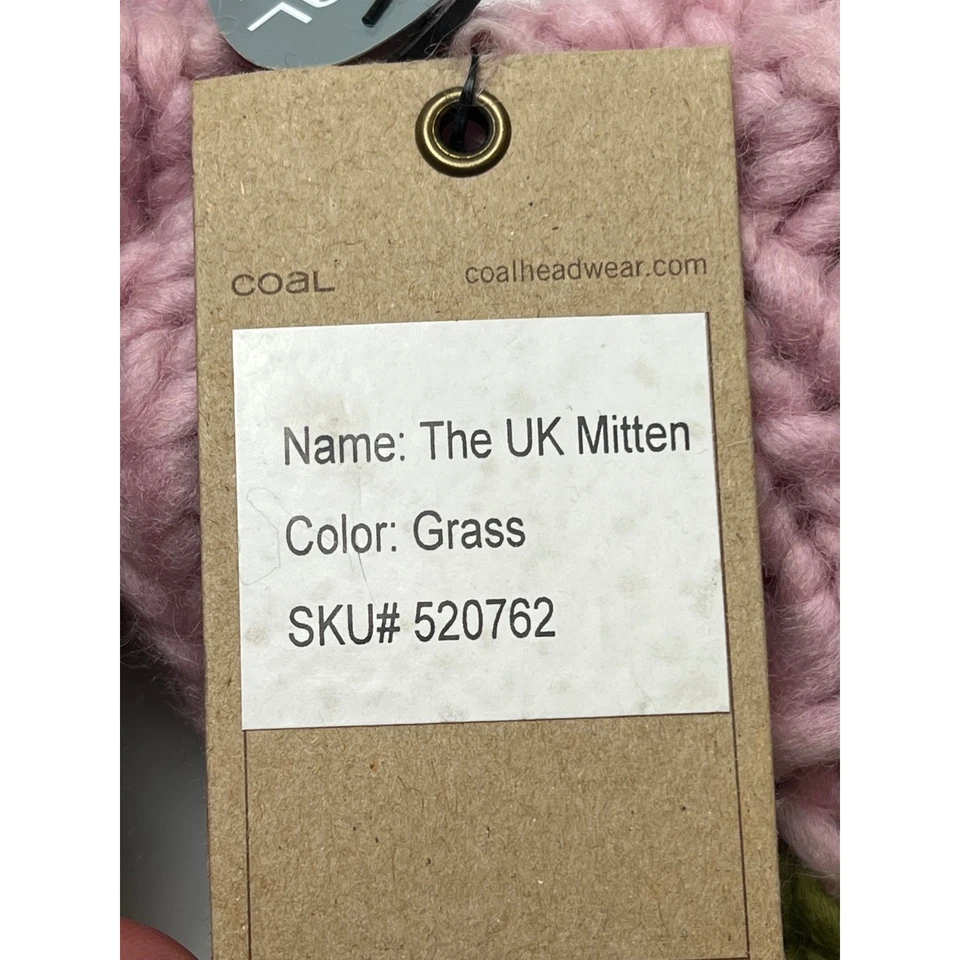 COAL
coalheadwear.com
Name: The UK Mitten
Color: Grass
SKU# 520762